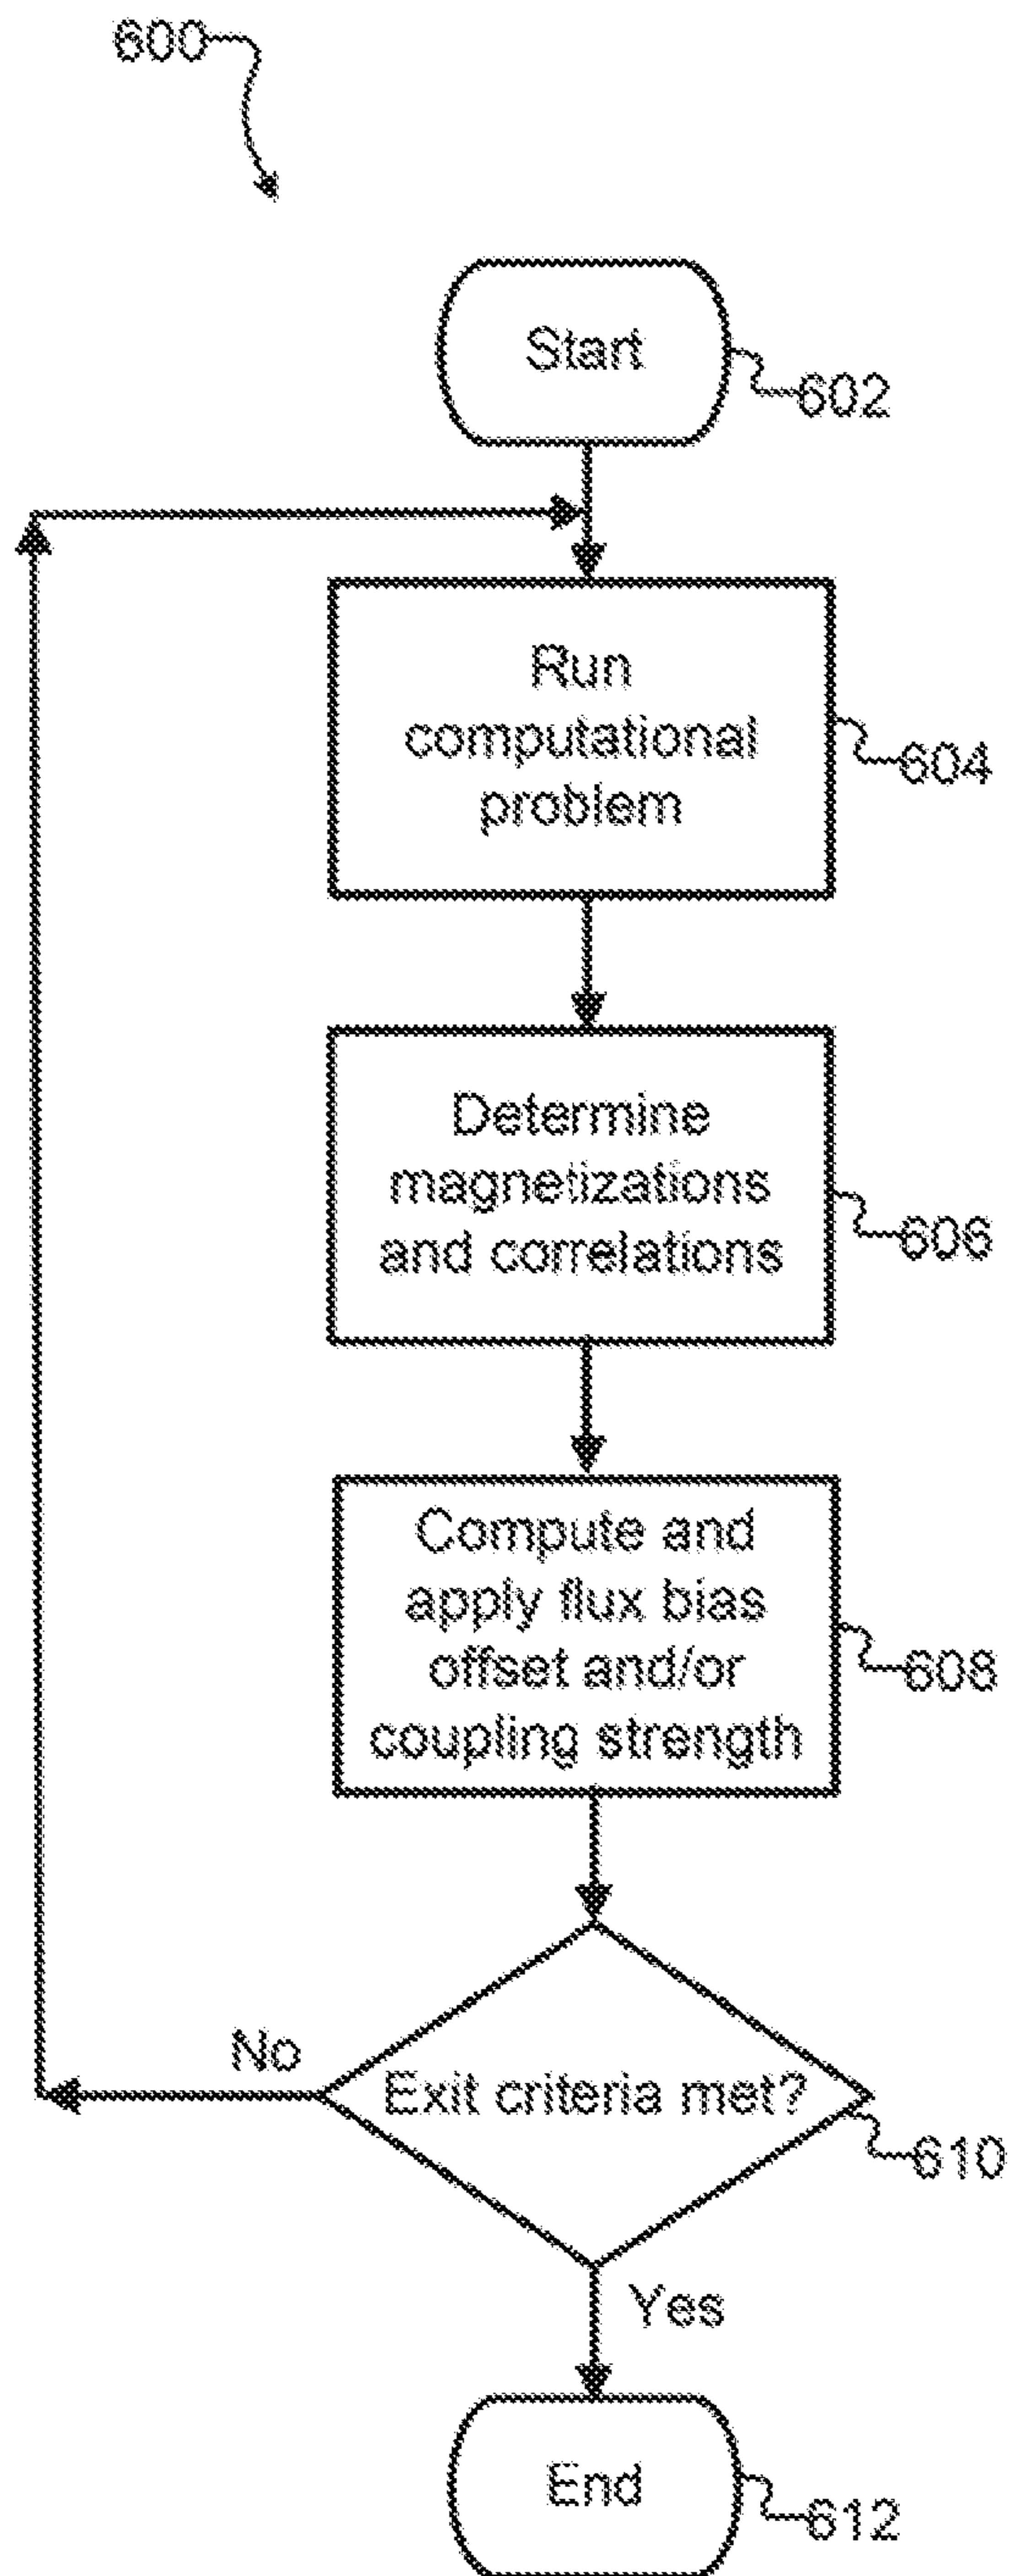 600
Start
602
Run
computational
problem
604
Determine
magnetizations
and correlations
606
Compute and
apply flux bias
offset and/or
coupling strength
608
No
Exit criteria met?
610
Yes
End
612